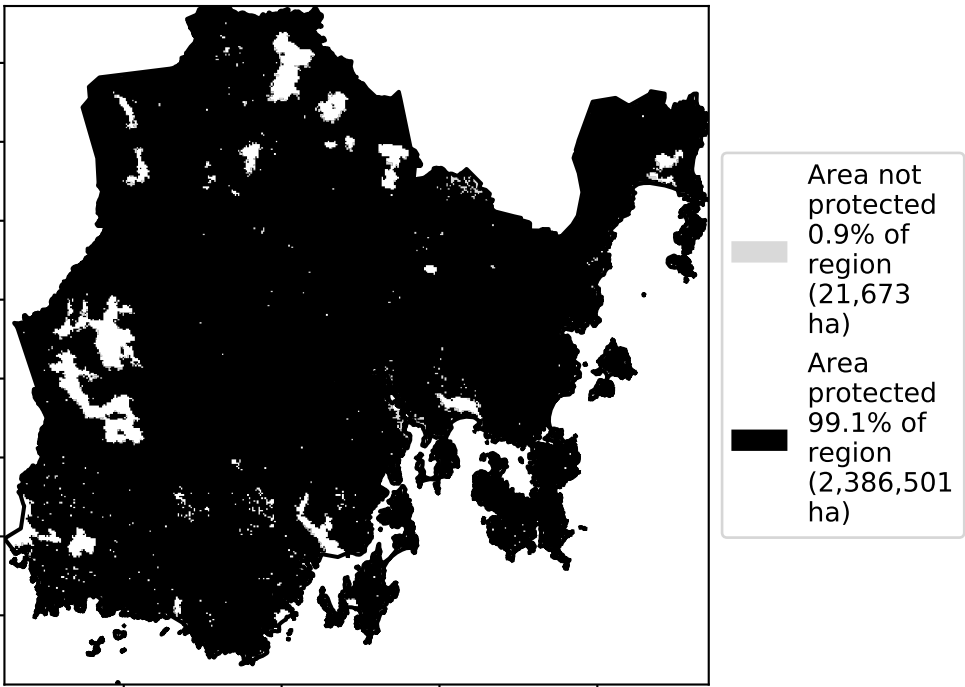 Area not
protected
0.9% of
region
(21,673
ha)
Area
protected
99.1% of
region
(2,386,501
ha)